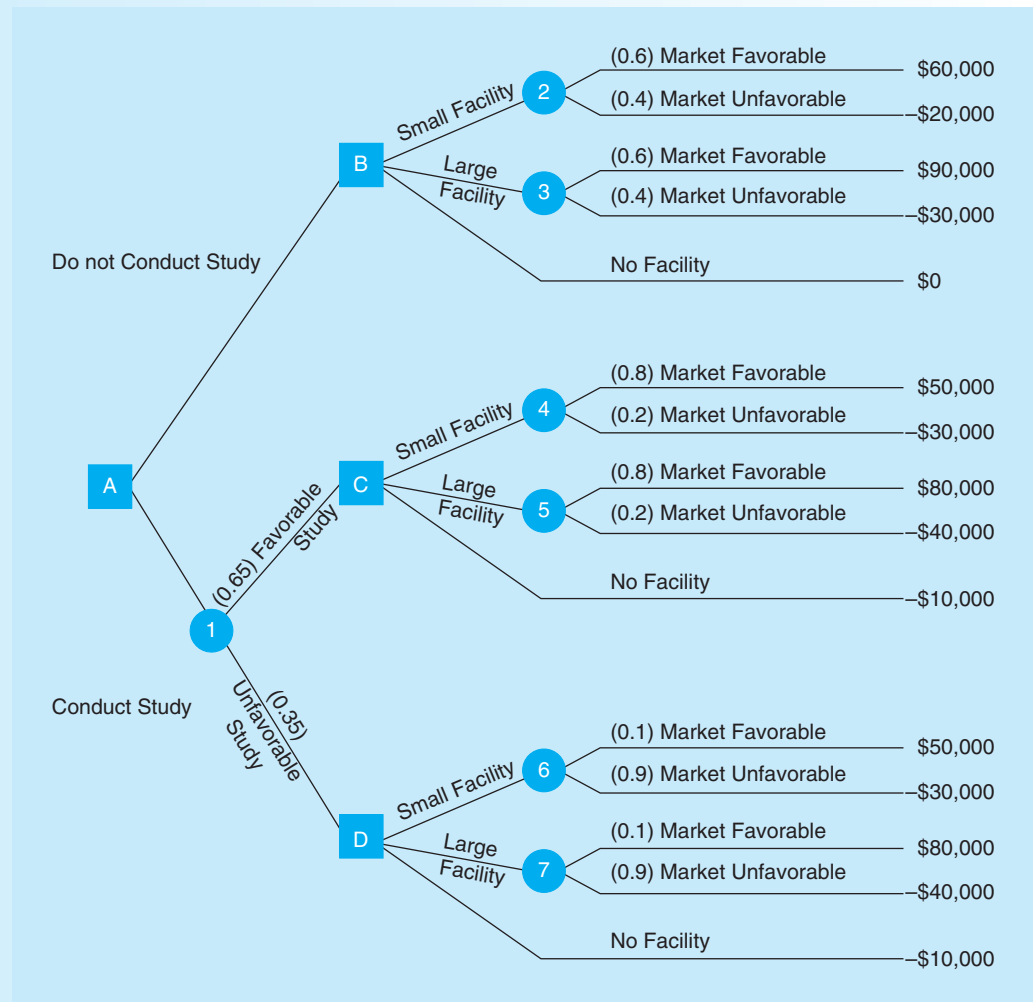 (0.6) Market Favorable
$60,000
Small Facility
2
(0.4) Market Unfavorable
–$20,000
B
Large
Facility
3
(0.6) Market Favorable
$90,000
(0.4) Market Unfavorable
–$30,000
Do not Conduct Study
No Facility
$0
(0.8) Market Favorable
$50,000
Small Facility
4
(0.8) Market Favorable
(0.2) Market Unfavorable
–$30,000
A
C
Large
Facility
5
$80,000
(0.2) Market Unfavorable
–$40,000
(0.65) Favorable
Study
No Facility
–$10,000
1
Conduct Study
(0.35)
Unfavorable
Study
(0.1) Market Favorable
$50,000
Small Facility
6
(0.9) Market Unfavorable
–$30,000
D
Large
Facility
7
(0.1) Market Favorable
$80,000
(0.9) Market Unfavorable
–$40,000
No Facility
–$10,000